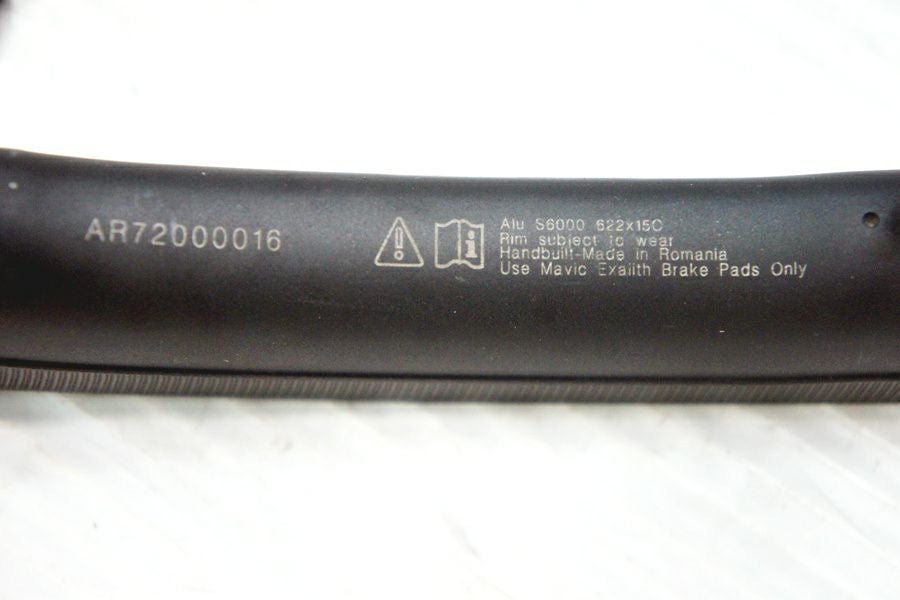 AR72000016
Alu S6000 622x15C
Rim subject to wear
Handbuilt-Made in Romania
Use Mavic Exalith Brake Pads Only